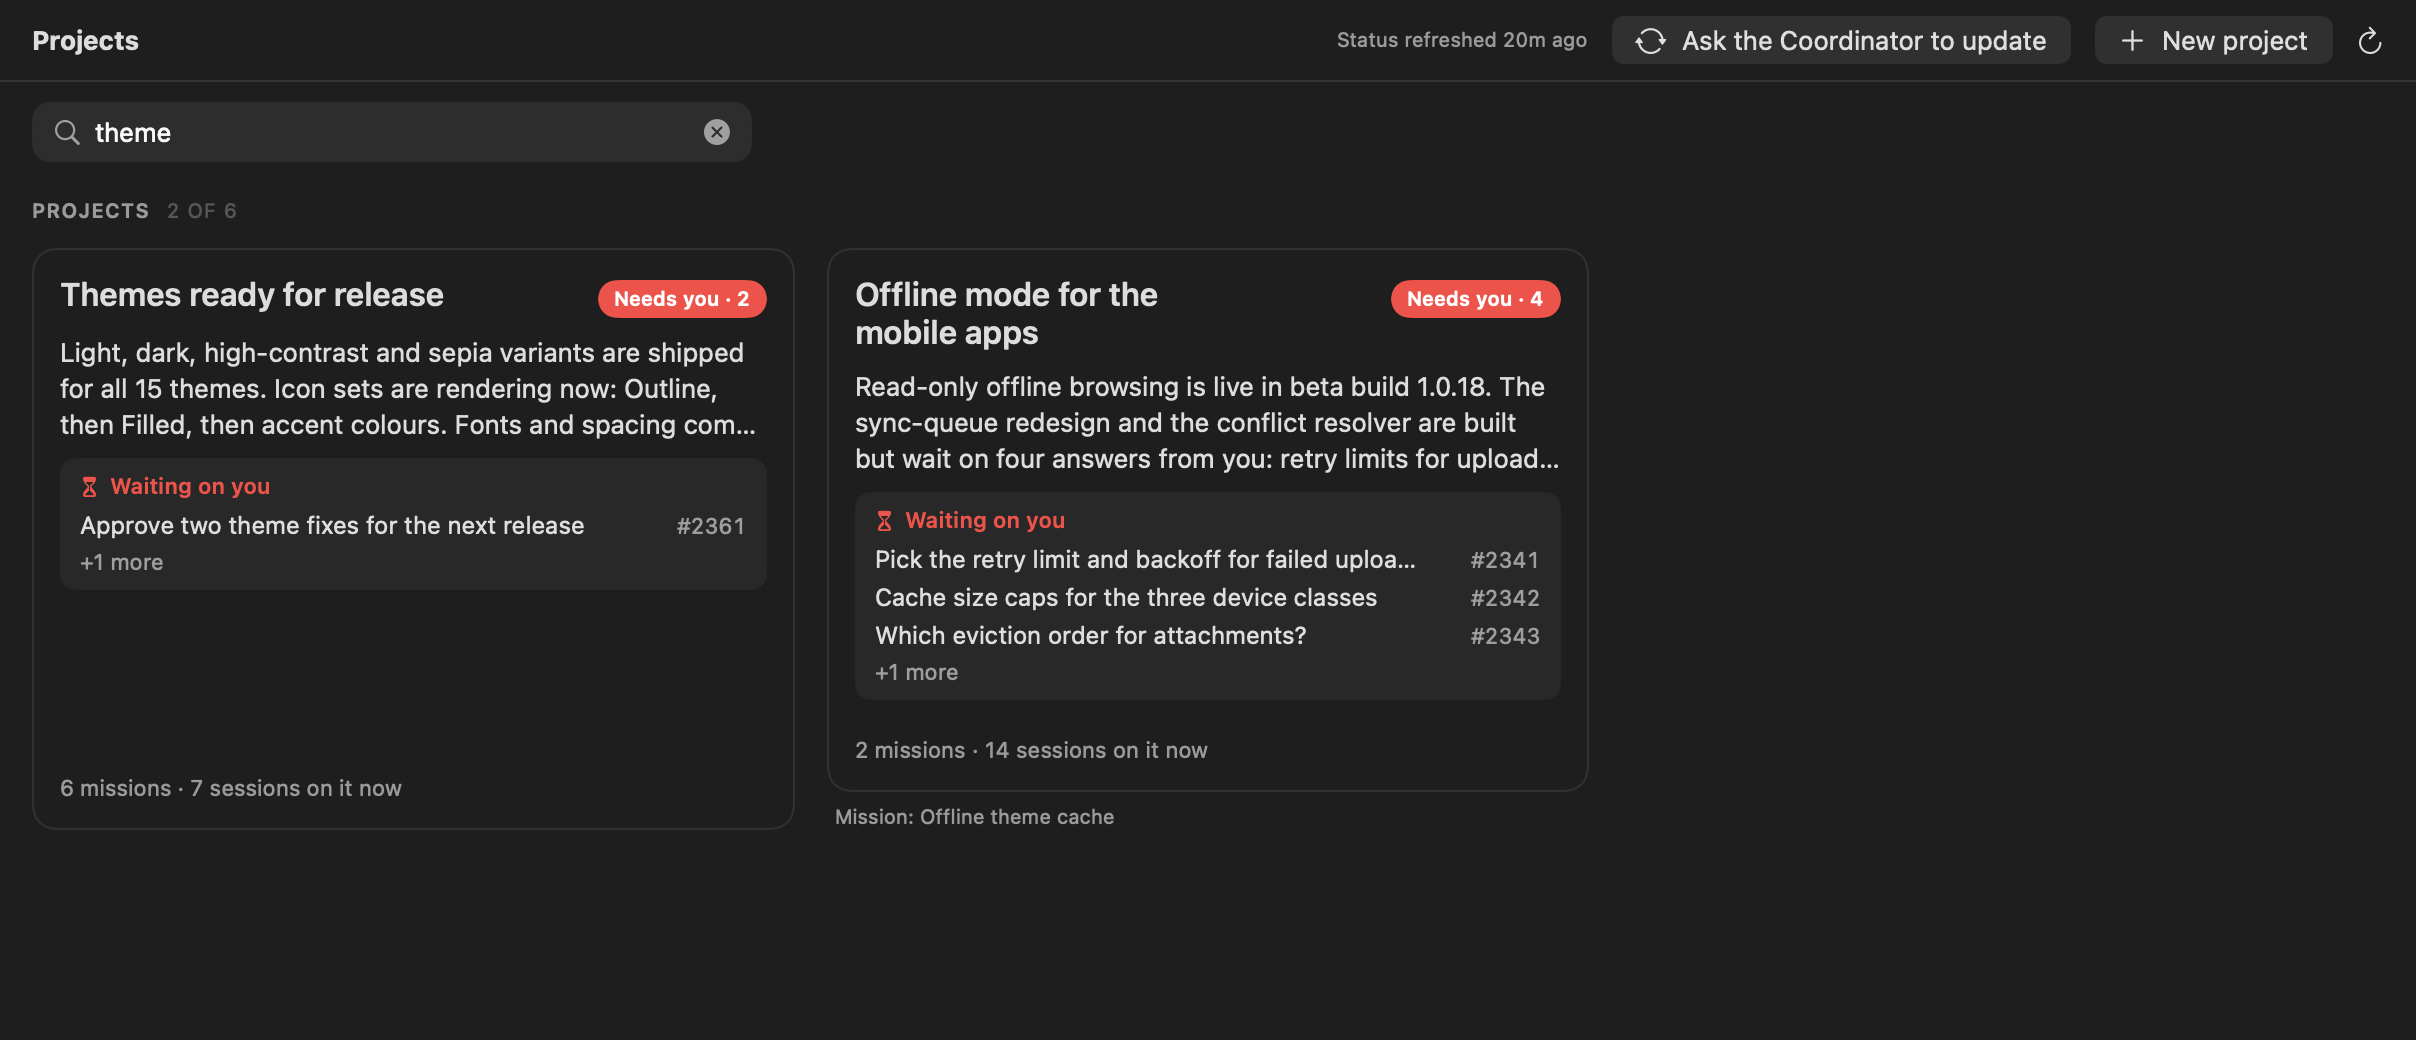 Projects
Status refreshed 20m ago
Ask the Coordinator to update
New project
theme
PROJECTS 2 OF 6
Themes ready for release
Needs you · 2
Light, dark, high-contrast and sepia variants are shipped
for all 15 themes. Icon sets are rendering now: Outline,
then Filled, then accent colours. Fonts and spacing com...
Waiting on you
Approve two theme fixes for the next release #2361
+1 more
6 missions · 7 sessions on it now
Offline mode for the
mobile apps
Needs you · 4
Read-only offline browsing is live in beta build 1.0.18. The
sync-queue redesign and the conflict resolver are built
but wait on four answers from you: retry limits for upload...
Waiting on you
Pick the retry limit and backoff for failed uploa... #2341
Cache size caps for the three device classes #2342
Which eviction order for attachments? #2343
+1 more
2 missions · 14 sessions on it now
Mission: Offline theme cache